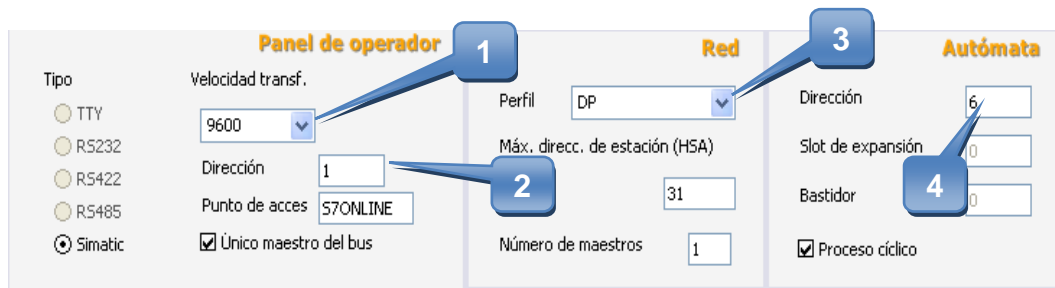 Panel de operador
1
Tipo
TTY
RS232
RS422
RS485
Simatic
Velocidad transf.
9600
Dirección
1
2
Punto de acces
S7ONLINE
Único maestro del bus
Red
3
Perfil
DP
Máx. direcc. de estación (HSA)
31
Número de maestros
1
Autómata
Dirección
6
Slot de expansión
0
4
Bastidor
0
Proceso cíclico